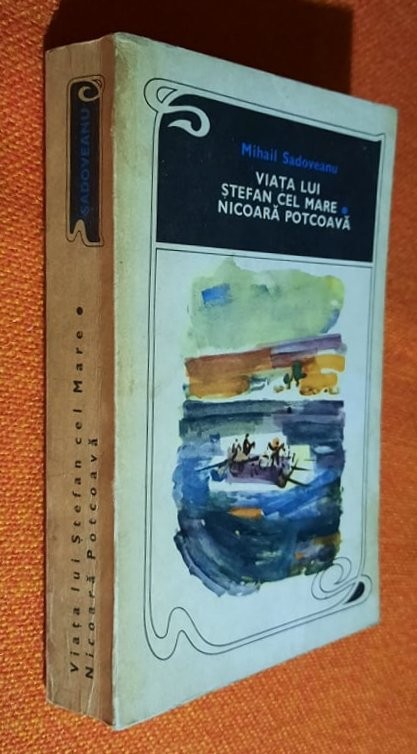 Mihail Sadoveanu
VIAȚA LUI
ȘTEFAN CEL MARE •
NICOARĂ POTCOAVĂ
SADOVEANU
Viața lui Ștefan cel Mare •
Nicoară Potcoavă